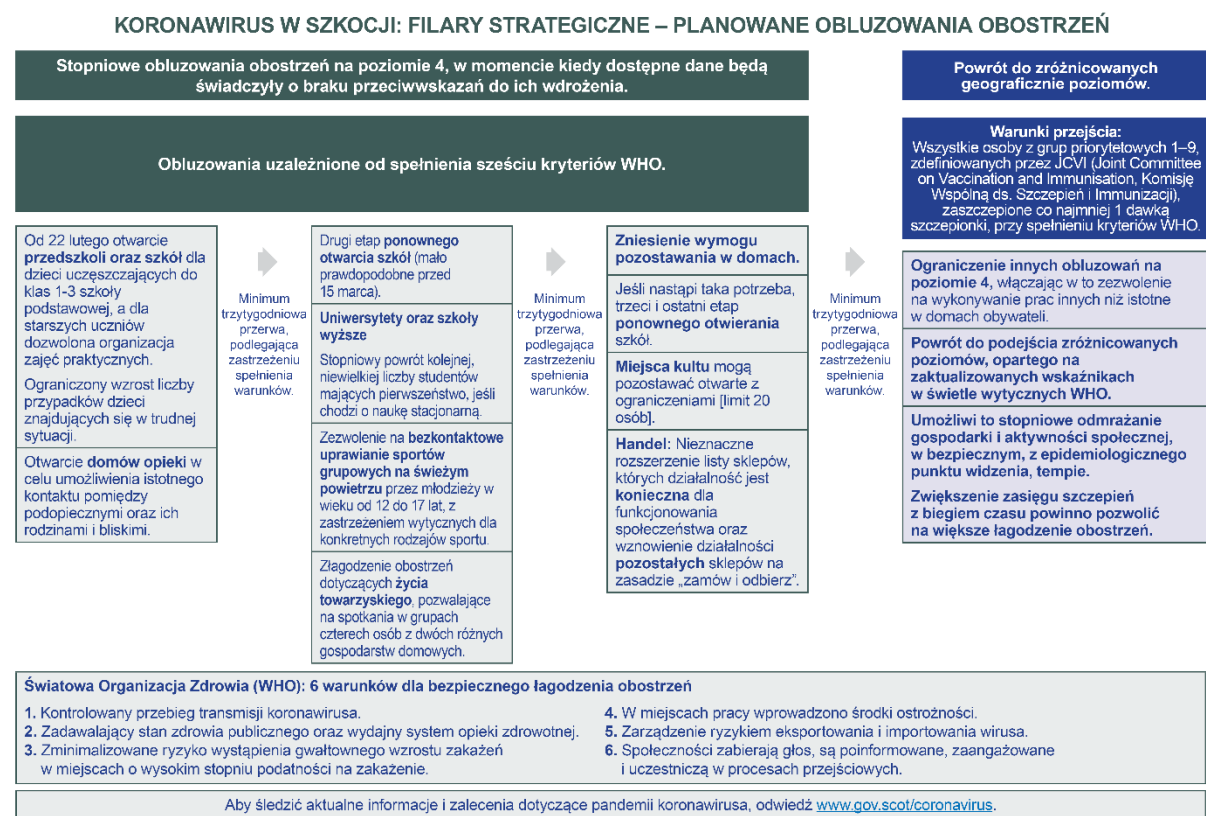 KORONAWIRUS W SZKOCJI: FILARY STRATEGICZNE – PLANOWANE OBLUZOWANIA OBOSTRZEŃ
Stopniowe obluzowania obostrzeń na poziomie 4, w momencie kiedy dostępne dane będą
świadczyły o braku przeciwwskazań do ich wdrożenia.
Powrót do zróżnicowanych
geograficznie poziomów.
Obluzowania uzależnione od spełnienia sześciu kryteriów WHO.
Warunki przejścia:
Wszystkie osoby z grup priorytetowych 1–9,
zdefiniowanych przez JCVI (Joint Committee
on Vaccination and Immunisation, Komisję
Wspólną ds. Szczepień i Immunizacji),
zaszczepione co najmniej 1 dawką
szczepionki, przy spełnieniu kryteriów WHO.
Od 22 lutego otwarcie
przedszkoli oraz szkół dla
dzieci uczęszczających do
klas 1-3 szkoły
podstawowej, a dla
starszych uczniów
dozwolona organizacja
zajęć praktycznych.
Ograniczony wzrost liczby
przypadków dzieci
znajdujących się w trudnej
sytuacji.
Otwarcie domów opieki w
celu umożliwienia istotnego
kontaktu pomiędzy
podopiecznymi oraz ich
rodzinami i bliskimi.
Minimum
trzytygodniowa
przerwa,
podlegająca
zastrzeżeniu
spełnienia
warunków.
Drugi etap ponownego
otwarcia szkół (mało
prawdopodobne przed
15 marca).
Uniwersytety oraz szkoły
wyższe
Stopniowy powrót kolejnej,
niewielkiej liczby studentów
mających pierwszeństwo, jeśli
chodzi o naukę stacjonarną.
Zezwolenie na bezkontaktowe
uprawianie sportów
grupowych na świeżym
powietrzu przez młodzieży w
wieku od 12 do 17 lat, z
zastrzeżeniem wytycznych dla
konkretnych rodzajów sportu.
Złagodzenie obostrzeń
dotyczących życia
towarzyskiego, pozwalające
na spotkania w grupach
czterech osób z dwóch różnych
gospodarstw domowych.
Minimum
trzytygodniowa
przerwa,
podlegająca
zastrzeżeniu
spełnienia
warunków.
Zniesienie wymogu
pozostawania w domach.
Jeśli nastąpi taka potrzeba,
trzeci i ostatni etap
ponownego otwierania
szkół.
Miejsca kultu mogą
pozostawać otwarte z
ograniczeniami [limit 20
osób].
Handel: Nieznaczne
rozszerzenie listy sklepów,
których działalność jest
konieczna dla
funkcjonowania
społeczeństwa oraz
wznowienie działalności
pozostałych sklepów na
zasadzie „zamów i odbierz”.
Minimum
trzytygodniowa
przerwa,
podlegająca
zastrzeżeniu
spełnienia
warunków.
Ograniczenie innych obluzowań na
poziomie 4, włączając w to zezwolenie
na wykonywanie prac innych niż istotne
w domach obywateli.
Powrót do podejścia zróżnicowanych
poziomów, opartego na
zaktualizowanych wskaźnikach
w świetle wytycznych WHO.
Umożliwi to stopniowe odmrażanie
gospodarki i aktywności społecznej,
w bezpiecznym, z epidemiologicznego
punktu widzenia, tempie.
Zwiększenie zasięgu szczepień
z biegiem czasu powinno pozwolić
na większe łagodzenie obostrzeń.
Światowa Organizacja Zdrowia (WHO): 6 warunków dla bezpiecznego łagodzenia obostrzeń
1. Kontrolowany przebieg transmisji koronawirusa.
2. Zadawalający stan zdrowia publicznego oraz wydajny system opieki zdrowotnej.
3. Zminimalizowane ryzyko wystąpienia gwałtownego wzrostu zakażeń
w miejscach o wysokim stopniu podatności na zakażenie.
4. W miejscach pracy wprowadzono środki ostrożności.
5. Zarządzenie ryzykiem eksportowania i importowania wirusa.
6. Społeczności zabierają głos, są poinformowane, zaangażowane
i uczestniczą w procesach przejściowych.
Aby śledzić aktualne informacje i zalecenia dotyczące pandemii koronawirusa, odwiedź www.gov.scot/coronavirus.